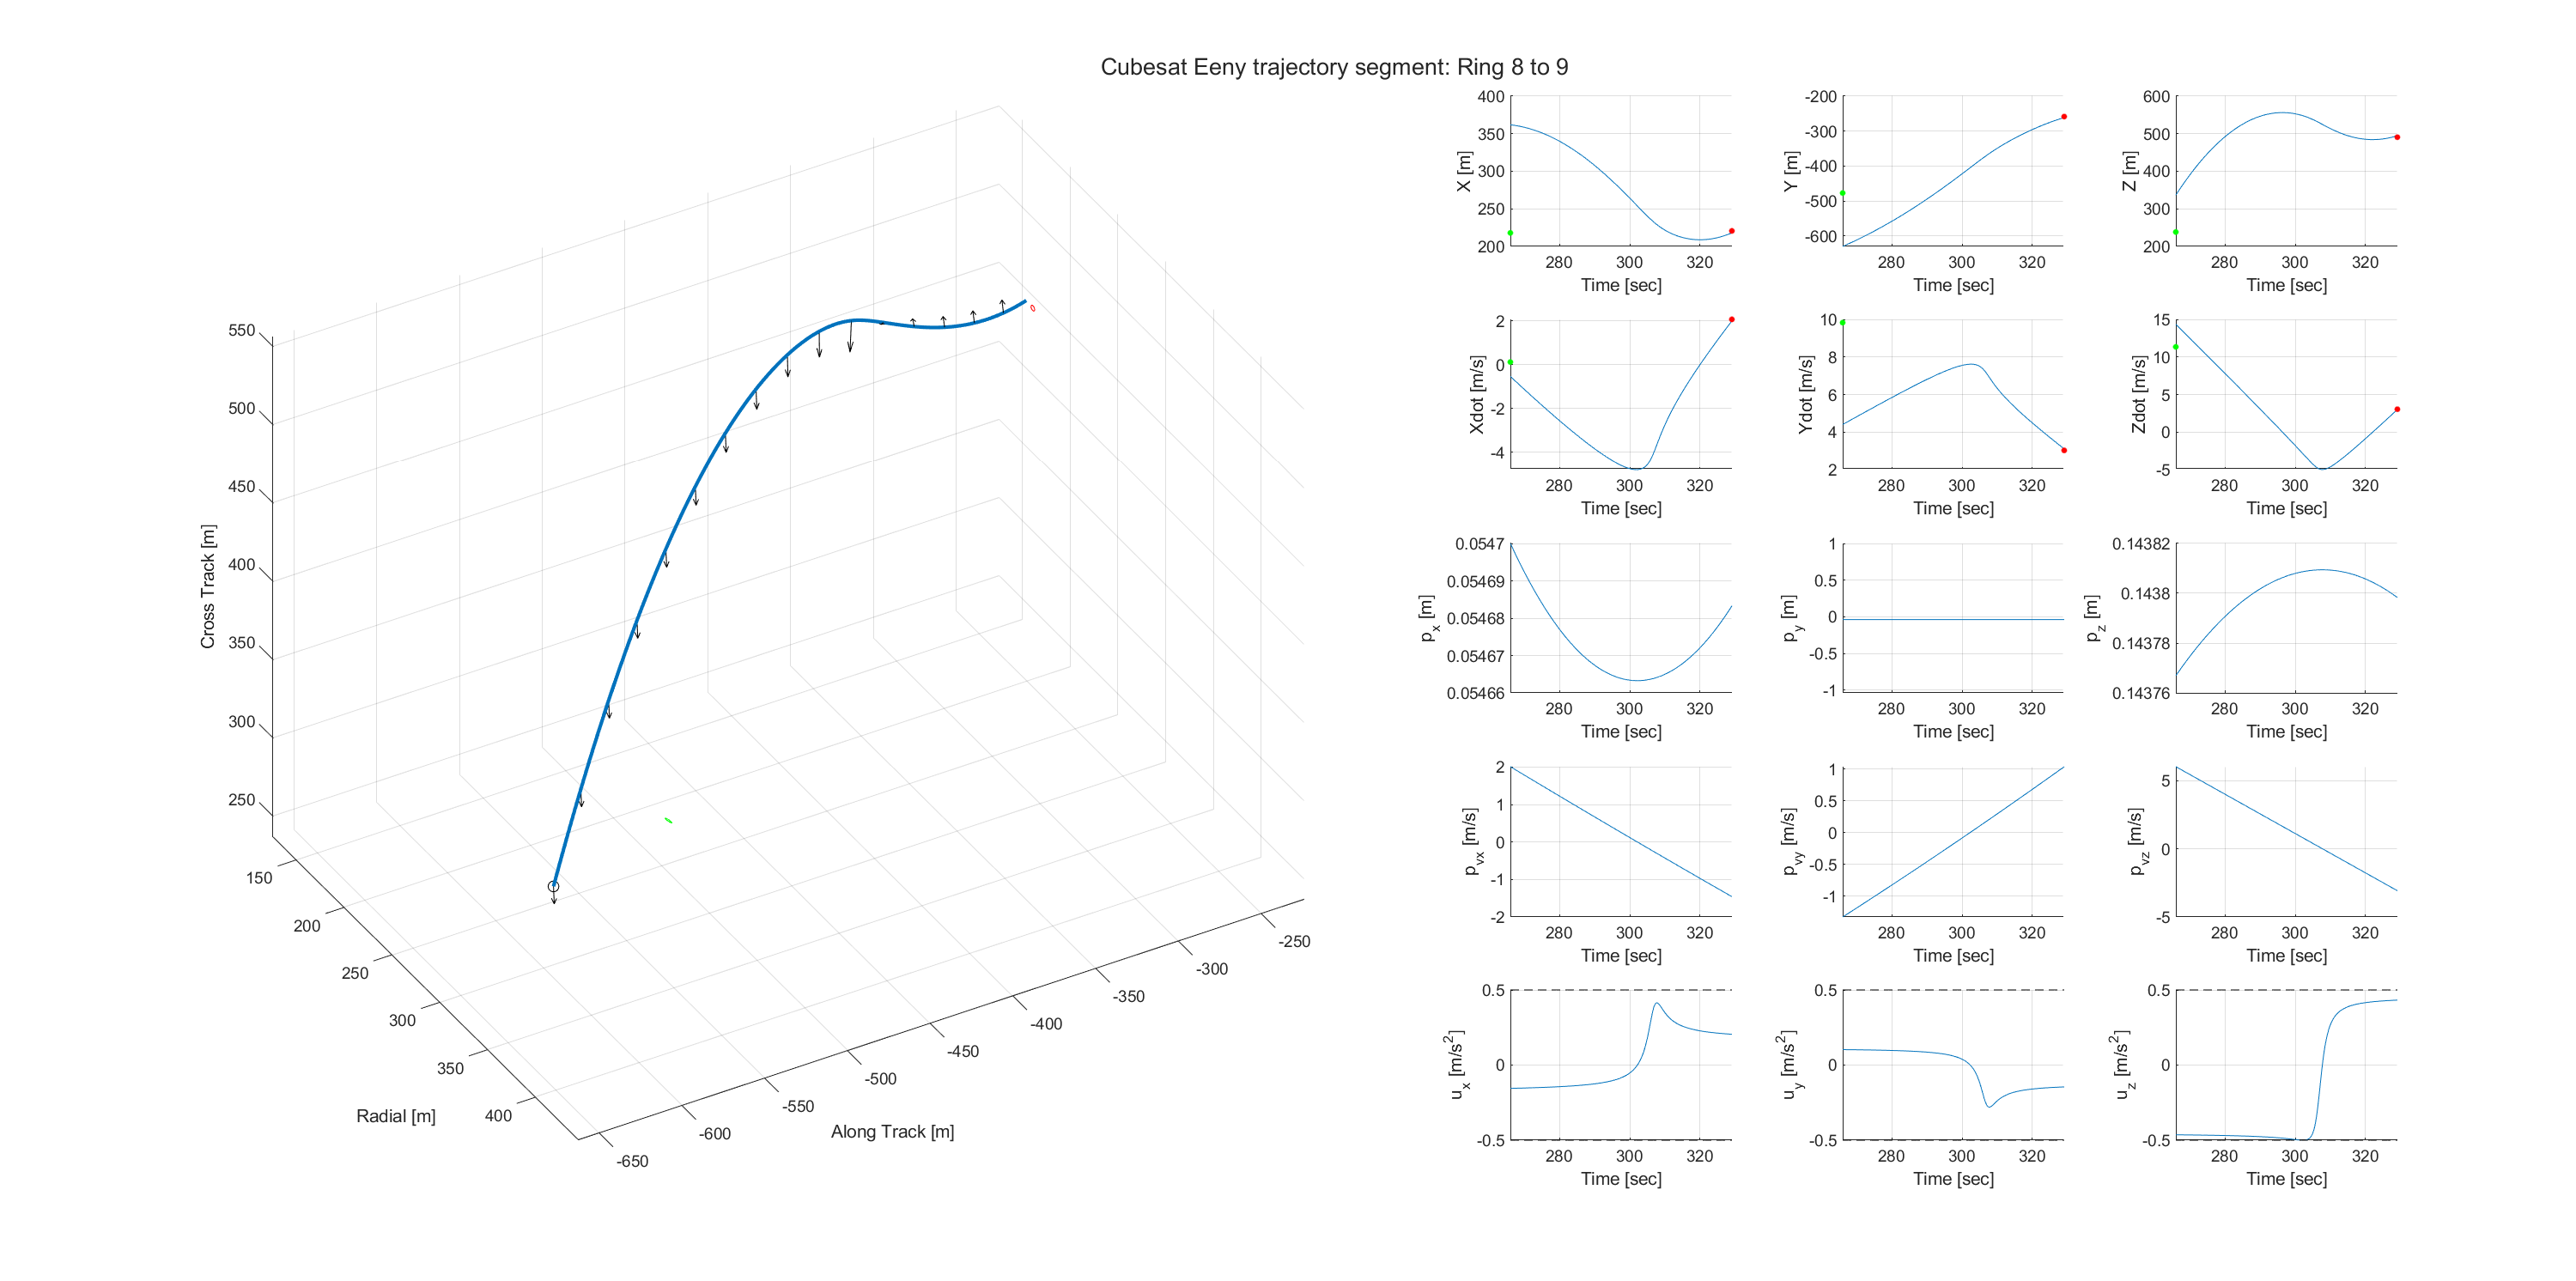 Cubesat Eeny trajectory segment: Ring 8 to 9
550
500
450
400
350
300
250
Cross Track [m]
150
200
250
300
350
400
Radial [m]
-650
-600
-550
-500
-450
-400
-350
-300
-250
Along Track [m]
400
350
300
250
200
X [m]
280 300 320
Time [sec]
-200
-300
-400
-500
-600
Y [m]
280 300 320
Time [sec]
600
500
400
300
200
Z [m]
280 300 320
Time [sec]
2
0
-2
-4
Xdot [m/s]
280 300 320
Time [sec]
10
8
6
4
2
Ydot [m/s]
280 300 320
Time [sec]
15
10
5
0
-5
Zdot [m/s]
280 300 320
Time [sec]
0.0547
0.05469
0.05468
0.05467
0.05466
p_x [m]
280 300 320
Time [sec]
1
0.5
0
-0.5
-1
p_y [m]
280 300 320
Time [sec]
0.14382
0.1438
0.14378
0.14376
p_z [m]
280 300 320
Time [sec]
2
1
0
-1
-2
p_vx [m/s]
280 300 320
Time [sec]
1
0.5
0
-0.5
-1
p_vy [m/s]
280 300 320
Time [sec]
5
0
-5
p_vz [m/s]
280 300 320
Time [sec]
0.5
0
-0.5
u_x [m/s²]
280 300 320
Time [sec]
0.5
0
-0.5
u_y [m/s²]
280 300 320
Time [sec]
0.5
0
-0.5
u_z [m/s²]
280 300 320
Time [sec]